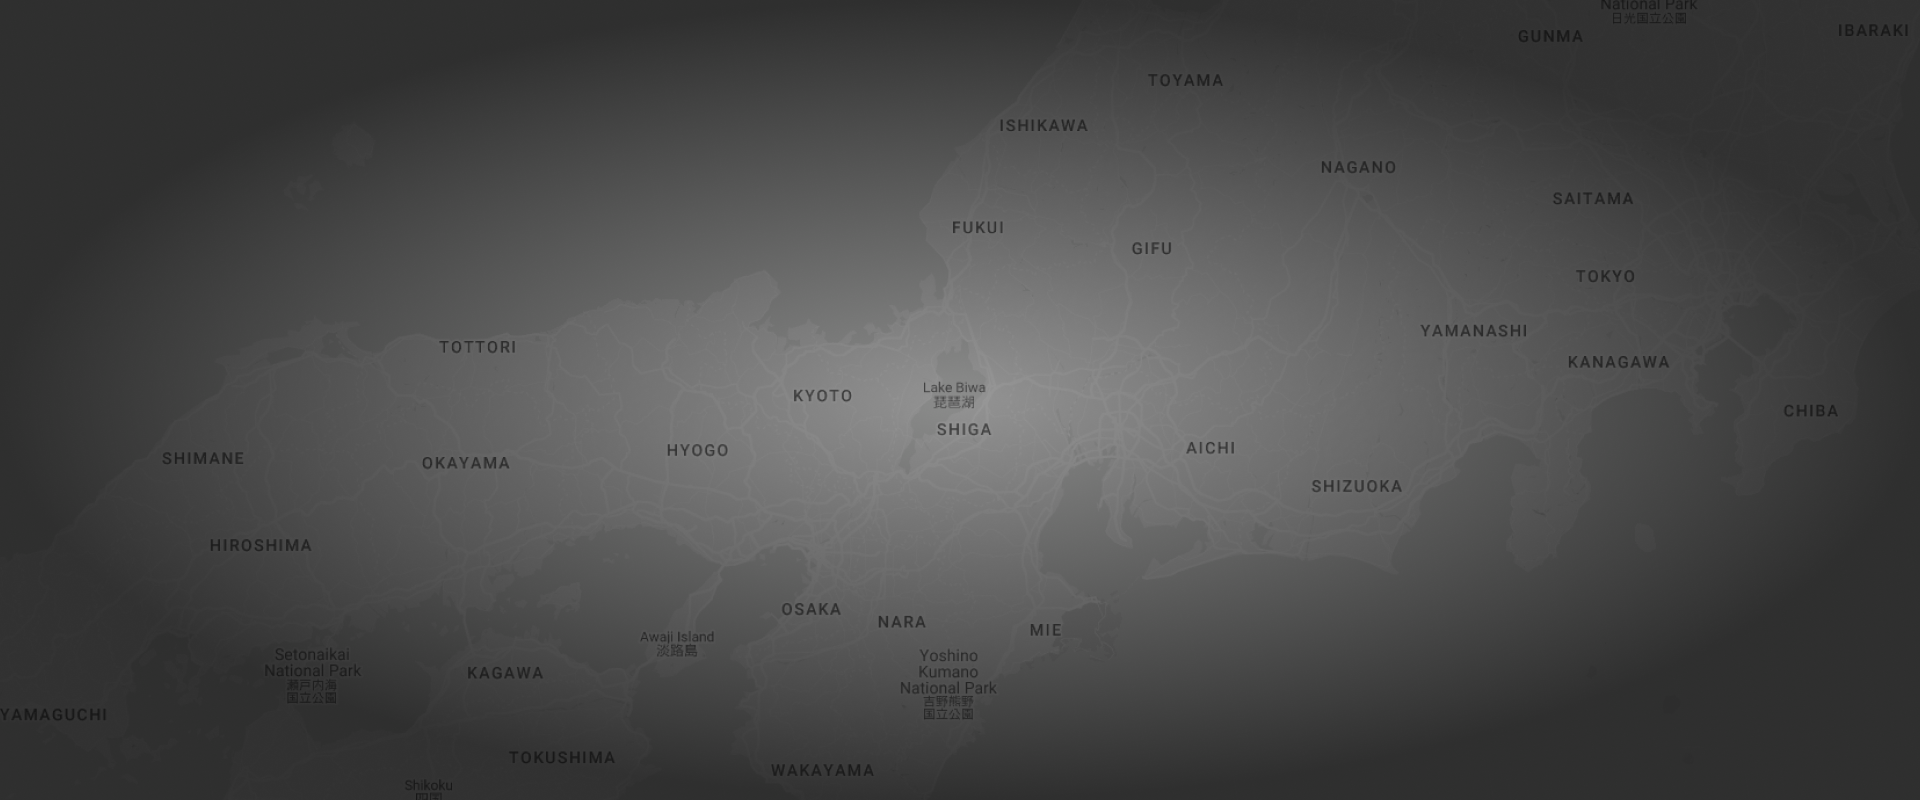 National Park
日光国立公園
GUNMA
IBARAKI
TOYAMA
ISHIKAWA
NAGANO
SAITAMA
FUKUI
GIFU
TOKYO
YAMANASHI
TOTTORI
KANAGAWA
Lake Biwa
琵琶湖
KYOTO
CHIBA
SHIGA
AICHI
HYOGO
SHIMANE
OKAYAMA
SHIZUOKA
HIROSHIMA
OSAKA
NARA
MIE
Awaji Island
淡路島
Setonaikai
National Park
瀬戸内海
国立公園
Yoshino
Kumano
National Park
吉野熊野
国立公園
KAGAWA
YAMAGUCHI
TOKUSHIMA
WAKAYAMA
Shikoku
四国